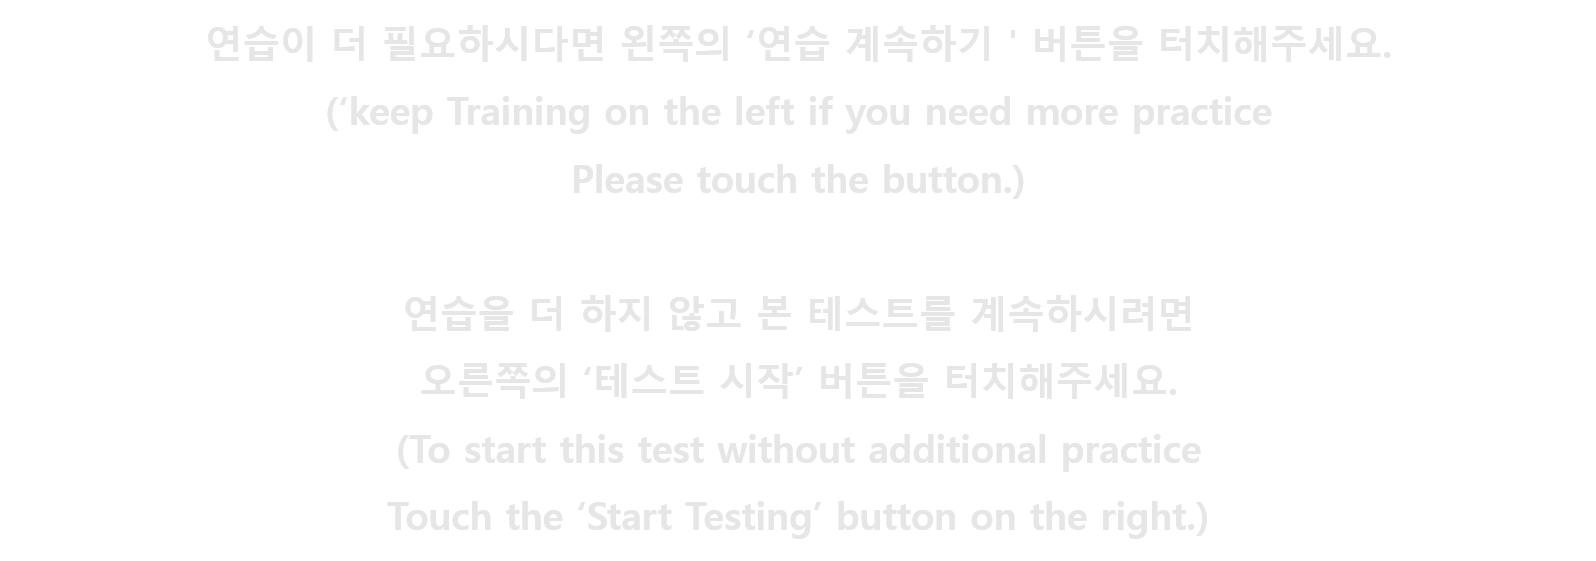 연습이 더 필요하시다면 왼쪽의 ‘연습 계속하기 ' 버튼을 터치해주세요.
(‘keep Training on the left if you need more practice
Please touch the button.)
연습을 더 하지 않고 본 테스트를 계속하시려면
오른쪽의 ‘테스트 시작’ 버튼을 터치해주세요.
(To start this test without additional practice
Touch the ‘Start Testing’ button on the right.)